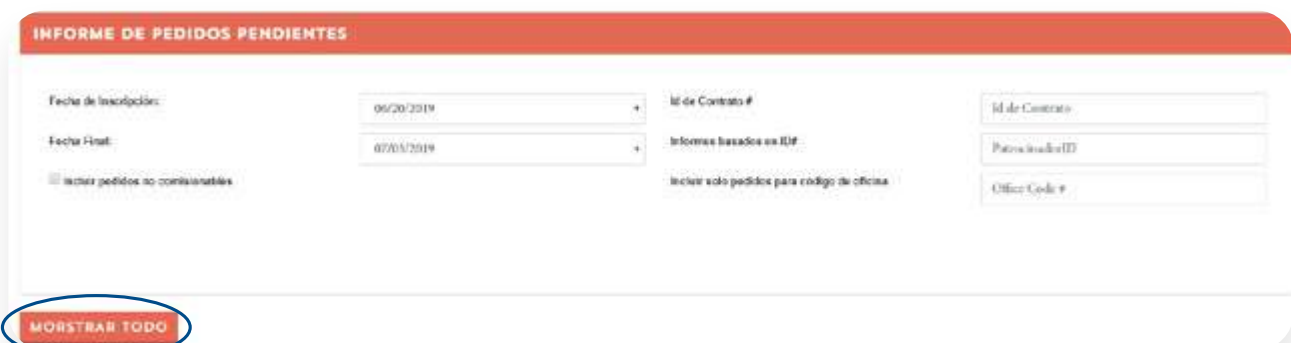 INFORME DE PEDIDOS PENDIENTES
Fecha de Inscripción: 06/20/2019 Id de Contrato # Id de Contrato
Fecha Final: 07/03/2019 Informes basados en ID# PatrocinadorID
Incluir pedidos no comisionables Incluir solo pedidos para código de oficina Office Code #
MORSTRAR TODO